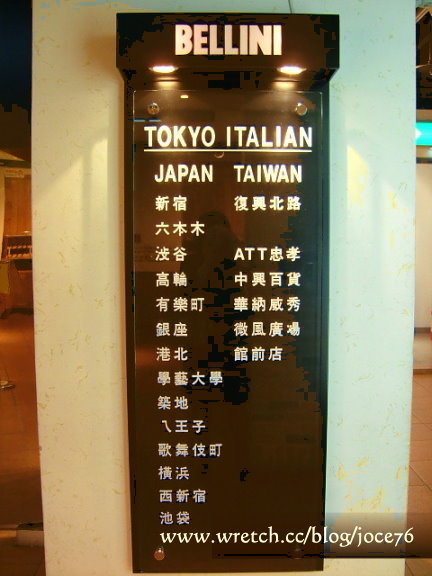 BELLINI
TOKYO ITALIAN
JAPAN TAIWAN
新宿 復興北路
六本木
渋谷 ATT忠孝
高輪 中興百貨
有樂町 華納威秀
銀座 微風廣場
港北 館前店
學藝大學
築地
八王子
歌舞伎町
橫浜
西新宿
池袋
www.wretch.cc/blog/joce76